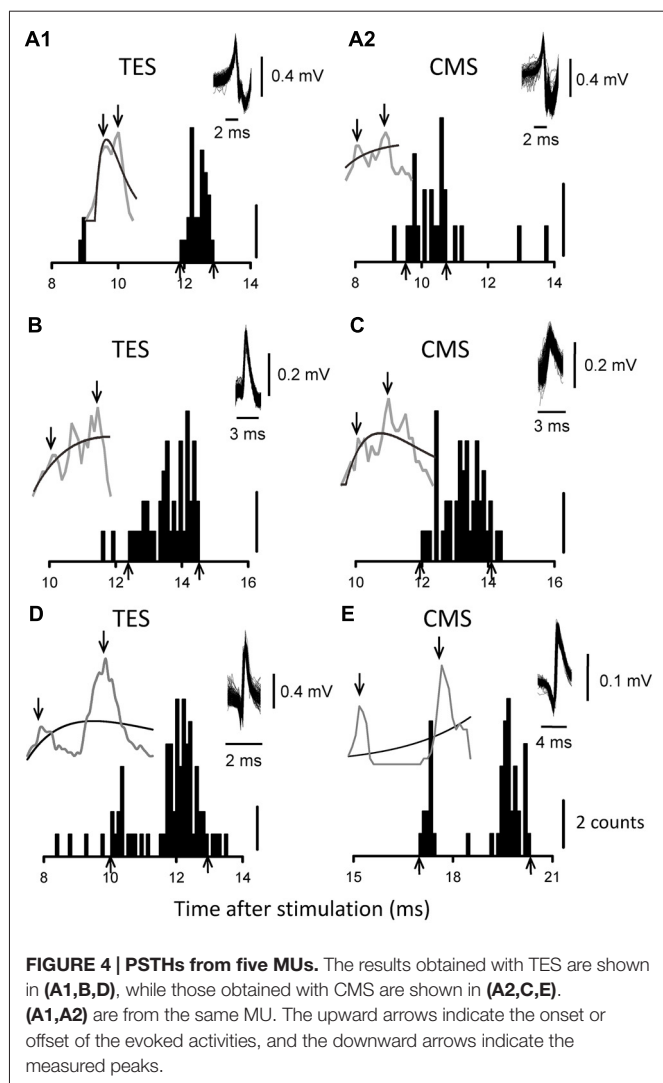 A1
TES
0.4 mV
2 ms
8 10 12 14
A2
CMS
0.4 mV
2 ms
8 10 12 14
B
TES
0.2 mV
3 ms
10 12 14 16
C
CMS
0.2 mV
3 ms
10 12 14 16
D
TES
0.4 mV
2 ms
8 10 12 14
E
CMS
0.1 mV
4 ms
2 counts
15 18 21
Time after stimulation (ms)
FIGURE 4 | PSTHs from five MUs. The results obtained with TES are shown
in (A1,B,D), while those obtained with CMS are shown in (A2,C,E).
(A1,A2) are from the same MU. The upward arrows indicate the onset or
offset of the evoked activities, and the downward arrows indicate the
measured peaks.